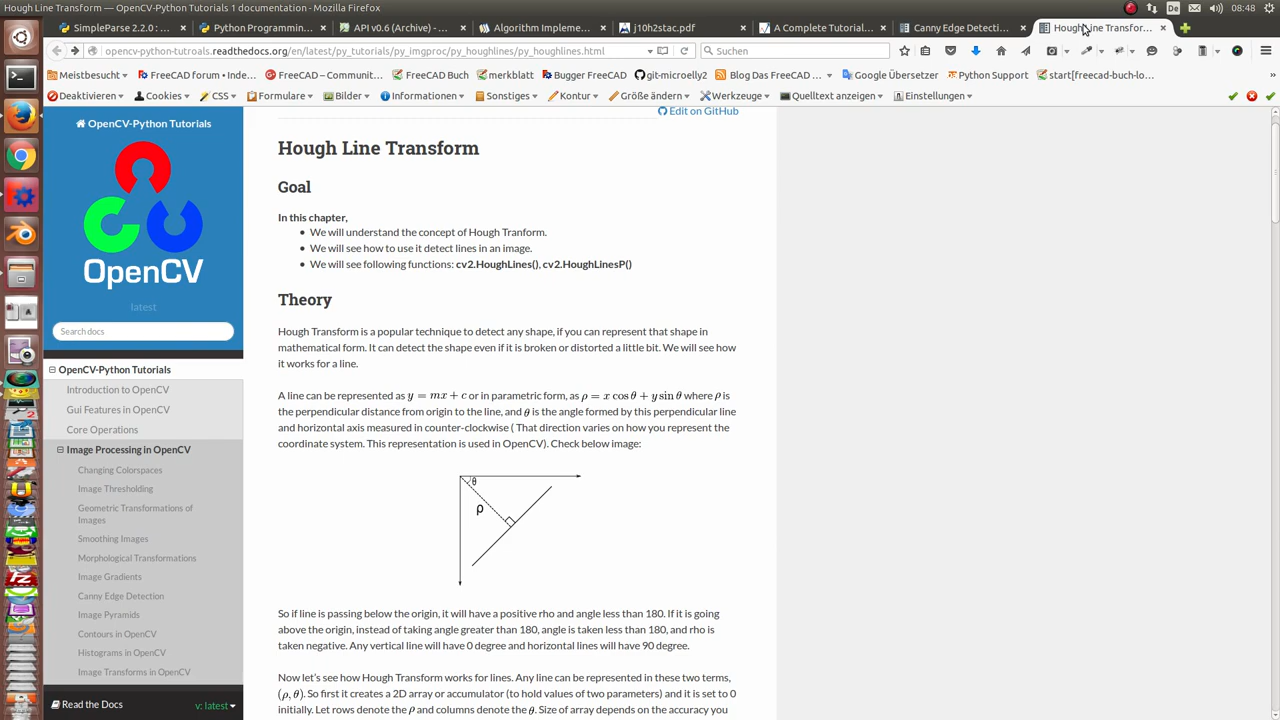 Hough Line Transform — OpenCV-Python Tutorials 1 documentation - Mozilla Firefox
De
08:48
SimpleParse 2.2.0 :
Python Programmin...
API v0.6 (Archive) -...
Algorithm Impleme...
j10h2stac.pdf
A Complete Tutorial...
Canny Edge Detecti...
Hough Line Transfor...
opencv-python-tutroals.readthedocs.org/en/latest/py_tutorials/py_imgproc/py_houghlines/py_houghlines.html
Suchen
Meistbesucht
FreeCAD forum • Inde...
FreeCAD – Communit...
FreeCAD Buch
merkblatt
Bugger FreeCAD
git-microelly2
Blog Das FreeCAD ...
Google Übersetzer
Python Support
start[freecad-buch-lo...
Deaktivieren
Cookies
CSS
Formulare
Bilder
Informationen
Sonstiges
Kontur
Größe ändern
Werkzeuge
Quelltext anzeigen
Einstellungen
OpenCV-Python Tutorials
OpenCV
latest
Search docs
OpenCV-Python Tutorials
Introduction to OpenCV
Gui Features in OpenCV
Core Operations
Image Processing in OpenCV
Changing Colorspaces
Image Thresholding
Geometric Transformations of
Images
Smoothing Images
Morphological Transformations
Image Gradients
Canny Edge Detection
Image Pyramids
Contours in OpenCV
Histograms in OpenCV
Image Transforms in OpenCV
Read the Docs
v: latest
Edit on GitHub
Hough Line Transform
Goal
In this chapter,
• We will understand the concept of Hough Tranform.
• We will see how to use it detect lines in an image.
• We will see following functions: cv2.HoughLines(), cv2.HoughLinesP()
Theory
Hough Transform is a popular technique to detect any shape, if you can represent that shape in
mathematical form. It can detect the shape even if it is broken or distorted a little bit. We will see how
it works for a line.
A line can be represented as y = mx + c or in parametric form, as ρ = x cos θ + y sin θ where ρ is
the perpendicular distance from origin to the line, and θ is the angle formed by this perpendicular line
and horizontal axis measured in counter-clockwise ( That direction varies on how you represent the
coordinate system. This representation is used in OpenCV). Check below image:
θ
ρ
So if line is passing below the origin, it will have a positive rho and angle less than 180. If it is going
above the origin, instead of taking angle greater than 180, angle is taken less than 180, and rho is
taken negative. Any vertical line will have 0 degree and horizontal lines will have 90 degree.
Now let's see how Hough Transform works for lines. Any line can be represented in these two terms,
(ρ, θ). So first it creates a 2D array or accumulator (to hold values of two parameters) and it is set to 0
initially. Let rows denote the ρ and columns denote the θ. Size of array depends on the accuracy you